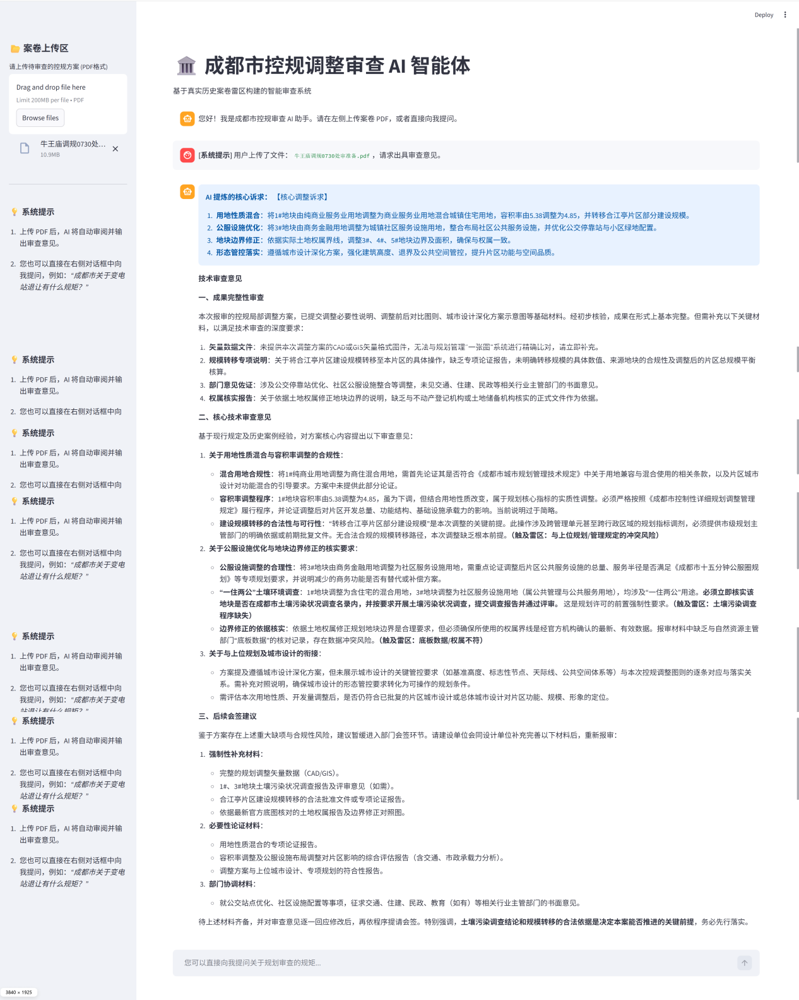 Deploy
案卷上传区
请上传待审查的控规方案 (PDF格式)
Drag and drop file here
Limit 200MB per file • PDF
Browse files
牛王庙调规0730处...
10.9MB
系统提示
1. 上传 PDF 后，AI 将自动审阅并输
出审查意见。
2. 您也可以直接在右侧对话框中向
我提问，例如：“成都市关于变电
站退让有什么规矩？”
系统提示
1. 上传 PDF 后，AI 将自动审阅并输
出审查意见。
2. 您也可以直接在右侧对话框中向
系统提示
1. 上传 PDF 后，AI 将自动审阅并输
出审查意见。
2. 您也可以直接在右侧对话框中向
系统提示
1. 上传 PDF 后，AI 将自动审阅并输
出审查意见。
2. 您也可以直接在右侧对话框中向
我提问，例如：“成都市关于变电
站退让有什么规矩？”
系统提示
1. 上传 PDF 后，AI 将自动审阅并输
出审查意见。
2. 您也可以直接在右侧对话框中向
我提问，例如：“成都市关于变电
站退让有什么规矩？”
系统提示
1. 上传 PDF 后，AI 将自动审阅并输
出审查意见。
2. 您也可以直接在右侧对话框中向
我提问，例如：“成都市关于变电
站退让有什么规矩？”
系统提示
1. 上传 PDF 后，AI 将自动审阅并输
出审查意见。
2. 您也可以直接在右侧对话框中向
我提问，例如：“成都市关于变电
站退让有什么规矩？”
3840 × 1925
成都市控规调整审查 AI 智能体
基于真实历史案卷雷区构建的智能审查系统
您好！我是成都市控规审查 AI 助手。请在左侧上传案卷 PDF，或者直接向我提问。
[系统提示] 用户上传了文件： 牛王庙调规0730处审准备.pdf ，请求出具审查意见。
AI 提炼的核心诉求： 【核心调整诉求】
1. 用地性质混合：将1#地块由纯商业服务业用地调整为商业服务业用地混合城镇住宅用地，容积率由5.38调整为4.85，并转移合江亭片区部分建设规模。
2. 公服设施优化：将3#地块由商务金融用地调整为城镇社区服务设施用地，整合布局社区公共服务设施，并优化公交停靠站与小区绿地配置。
3. 地块边界修正：依据实际土地权属界线，调整3#、4#、5#地块边界及面积，确保与权属一致。
4. 形态管控落实：遵循城市设计深化方案，强化建筑高度、退界及公共空间管控，提升片区功能与空间品质。
技术审查意见
一、成果完整性审查
本次报审的控规局部调整方案，已提交调整必要性说明、调整前后对比图则、城市设计深化方案示意图等基础材料。经初步核验，成果在形式上基本完整。但需补充以下关键材
料，以满足技术审查的深度要求：
1. 矢量数据文件：未提供本次调整方案的CAD或GIS矢量格式图件，无法与规划管理“一张图”系统进行精确比对，请立即补充。
2. 规模转移专项说明：关于将合江亭片区建设规模转移至本片区的具体操作，缺乏专项论证报告，未明确转移规模的具体数值、来源地块的合规性及调整后的片区总规模平衡
核算。
3. 部门意见佐证：涉及公交停靠站优化、社区公服设施整合等调整，未见交通、住建、民政等相关行业主管部门的书面意见。
4. 权属核实报告：关于依据土地权属修正地块边界的说明，缺乏与不动产登记机构或土地储备机构核实的正式文件作为依据。
二、核心技术审查意见
基于现行规定及历史案例经验，对方案核心内容提出以下审查意见：
1. 关于用地性质混合与容积率调整的合规性：
○ 混合用地合规性：将1#纯商业用地调整为商住混合用地，需首先论证其是否符合《成都市城市规划管理技术规定》中关于用地兼容与混合使用的相关条款，以及片区城市
设计对功能混合的引导要求。方案中未提供此部分论证。
○ 容积率调整程序：1#地块容积率由5.38调整为4.85，虽为下调，但结合用地性质改变，属于规划核心指标的实质性调整。必须严格按照《成都市控制性详细规划调整管理
规定》履行程序，并论证调整后对片区开发总量、功能结构、基础设施承载力的影响。当前说明过于简略。
○ 建设规模转移的合法性与可行性：“转移合江亭片区部分建设规模”是本次调整的关键前提。此操作涉及跨管理单元甚至跨行政区域的规划指标调剂，必须提供市级规划主
管部门的明确依据或前期批复文件。无合法合规的规模转移路径，本次调整缺乏根本前提。（触及雷区：与上位规划/管理规定的冲突风险）
2. 关于公服设施优化与地块边界修正的核实要求：
○ 公服设施调整的合理性：将3#地块由商务金融用地调整为社区服务设施用地，需重点论证调整后片区公共服务设施的总量、服务半径是否满足《成都市十五分钟公服圈规
划》等专项规划要求，并说明减少的商务功能是否有替代或补偿方案。
○ “一住两公”土壤环境调查：1#地块调整为含住宅的混合用地，3#地块调整为社区服务设施用地（属公共管理与公共服务用地），均涉及“一住两公”用途。必须立即核实该
地块是否在成都市土壤污染状况调查名录内，并按要求开展土壤污染状况调查，提交调查报告并通过评审。 这是规划许可的前置强制性要求。（触及雷区：土壤污染调查
程序缺失）
○ 边界修正的依据核实：依据土地权属修正规划地块边界是合理要求，但必须确保所使用的权属界线是经官方机构确认的最新、有效数据。报审材料中缺乏与自然资源主管
部门“底板数据”的核对记录，存在数据冲突风险。（触及雷区：底板数据/权属不符）
3. 关于与上位规划及城市设计的衔接：
○ 方案提及遵循城市设计深化方案，但未展示城市设计的关键管控要求（如基准高度、标志性节点、天际线、公共空间体系等）与本次控规调整图则的逐条对应与落实关
系。需补充对照说明，确保城市设计的形态管控要求转化为可操作的规划条件。
○ 需评估本次用地性质、开发量调整后，是否仍符合已批复的片区城市设计或总体城市设计对片区功能、规模、形象的定位。
三、后续会签建议
鉴于方案存在上述重大缺项与合规性风险，建议暂缓进入部门会签环节。请建设单位会同设计单位补充完善以下材料后，重新报审：
1. 强制性补充材料：
○ 完整的规划调整矢量数据（CAD/GIS）。
○ 1#、3#地块土壤污染状况调查报告及评审意见（如需）。
○ 合江亭片区建设规模转移的合法批准文件或专项论证报告。
○ 依据最新官方底图核对的土地权属报告及边界修正对照图。
2. 必要性论证材料：
○ 用地性质混合的专项论证报告。
○ 容积率调整及公服设施布局调整对片区影响的综合评估报告（含交通、市政承载力分析）。
○ 调整方案与上位城市设计、专项规划的符合性报告。
3. 部门协调材料：
○ 就公交站点优化、社区设施配置等事项，征求交通、住建、民政、教育（如有）等相关行业主管部门的书面意见。
待上述材料齐备，并对审查意见逐一回应修改后，再依程序提请会签。特别强调，土壤污染调查结论和规模转移的合法依据是决定本案能否推进的关键前提，务必先行落实。
您可以直接向我提问关于规划审查的规矩...